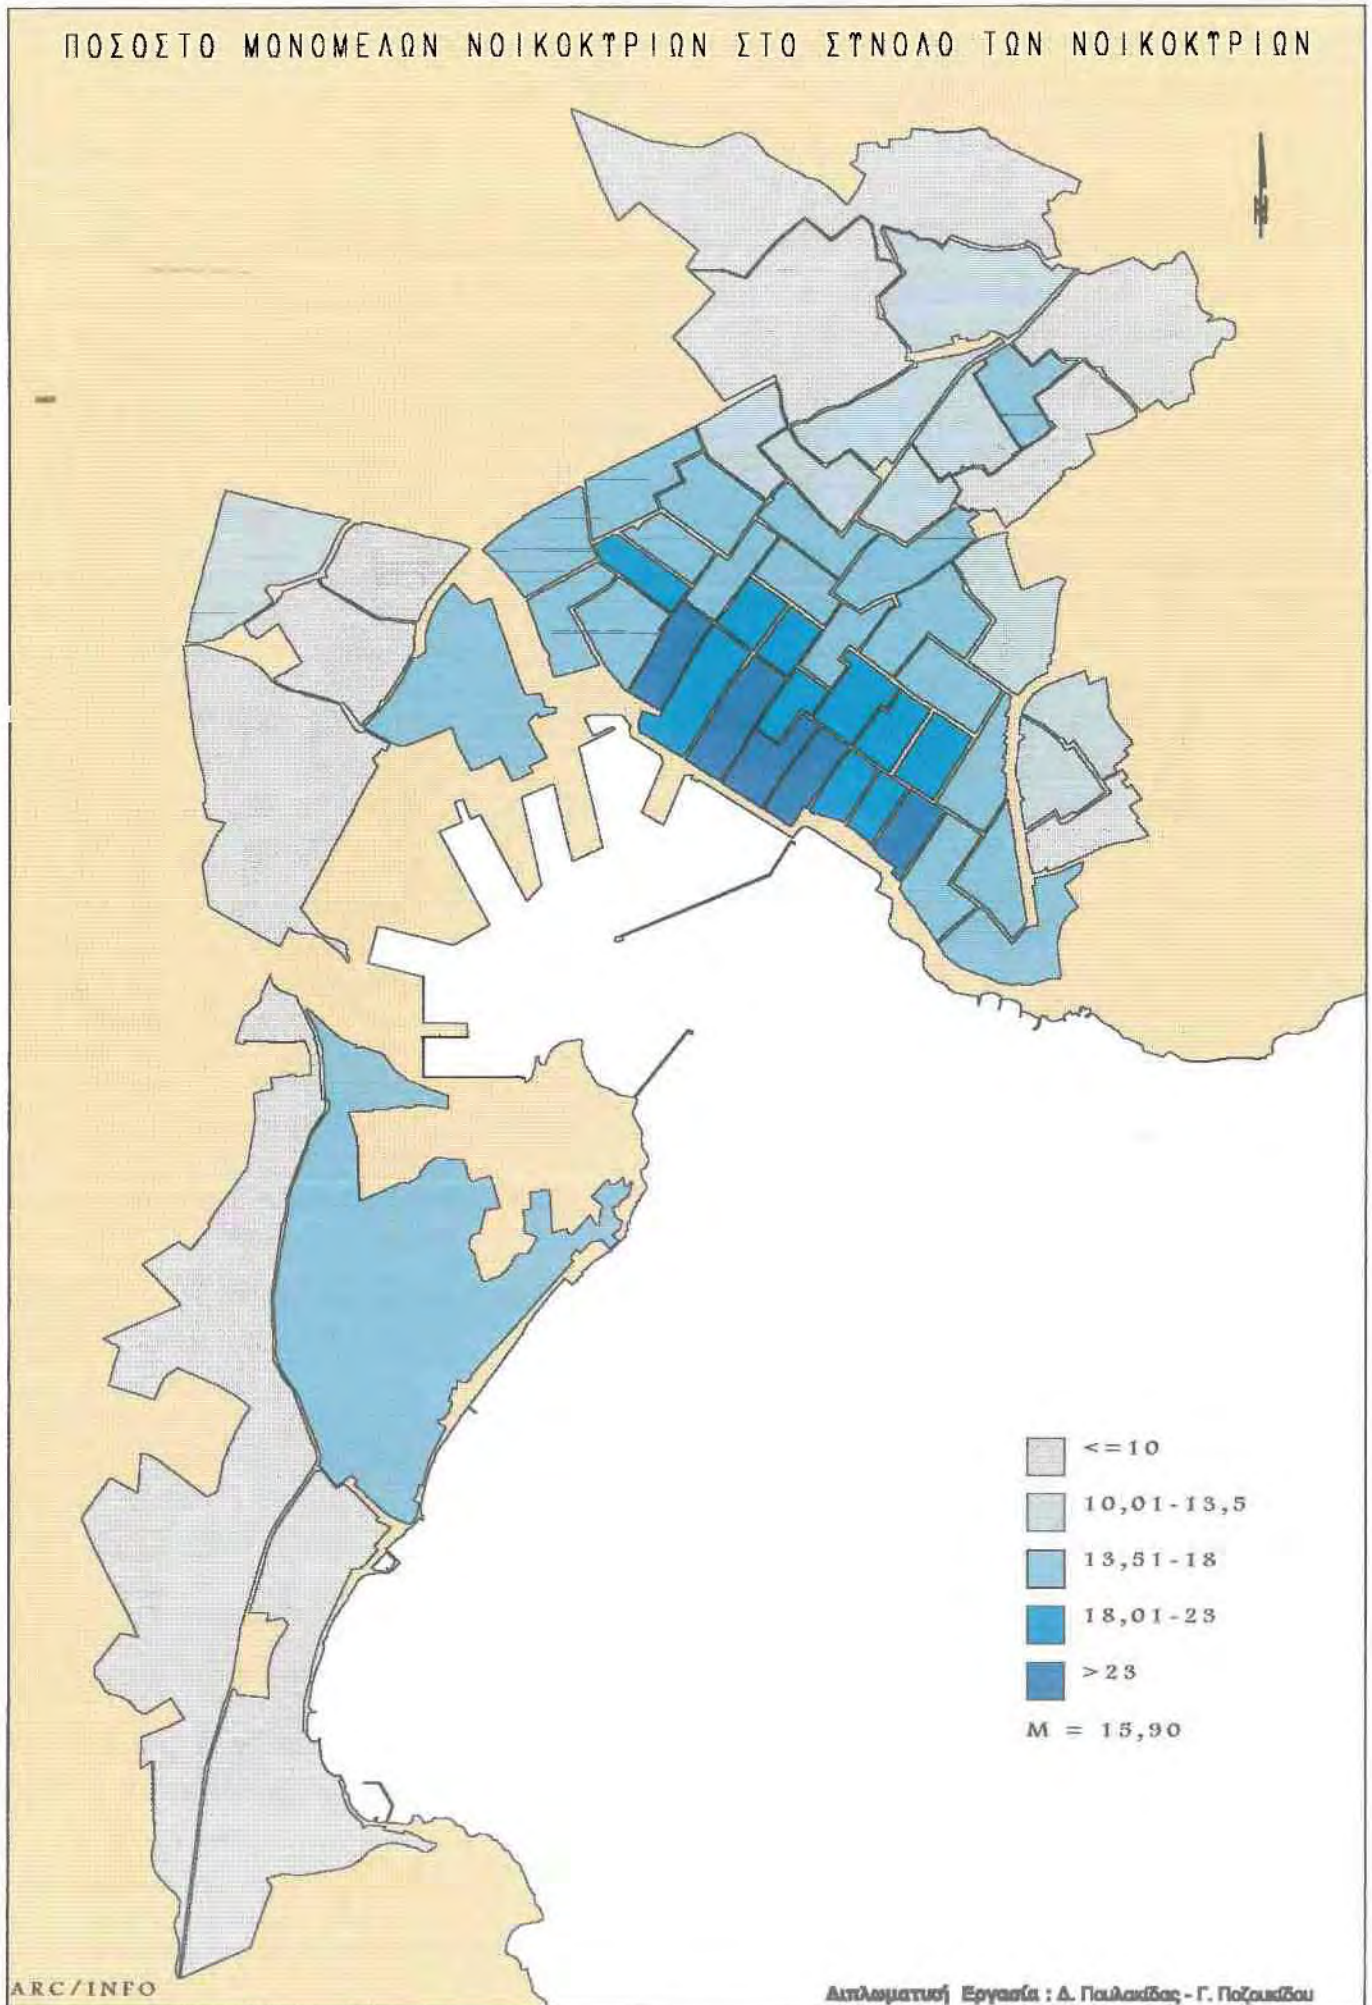 ΠΟΣΟΣΤΟ ΜΟΝΟΜΕΛΩΝ ΝΟΙΚΟΚΥΡΙΩΝ ΣΤΟ ΣΥΝΟΛΟ ΤΩΝ ΝΟΙΚΟΚΥΡΙΩΝ
N
<=10
10,01-13,5
13,51-18
18,01-23
>23
M = 15,90
ARC/INFO
Διπλωματική Εργασία : Δ. Παυλακίδας - Γ. Ποζουκίδου